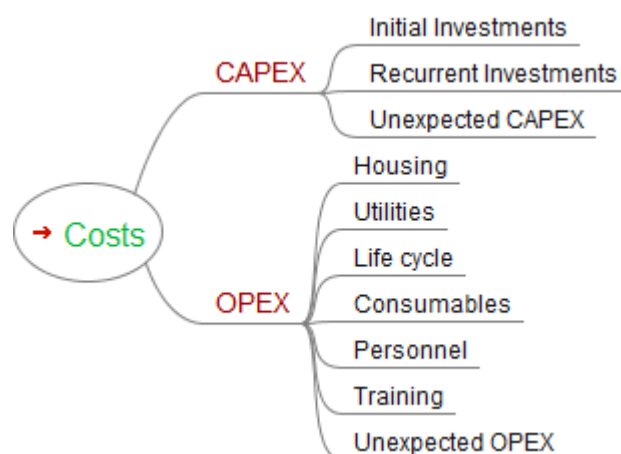 Costs
CAPEX
Initial Investments
Recurrent Investments
Unexpected CAPEX
OPEX
Housing
Utilities
Life cycle
Consumables
Personnel
Training
Unexpected OPEX